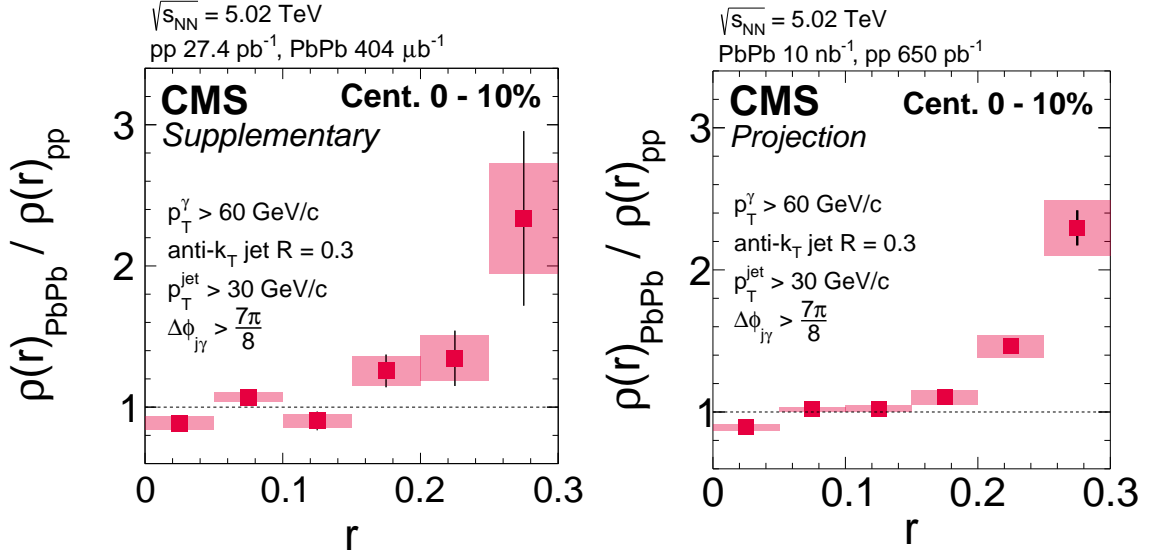 √s_NN = 5.02 TeV
pp 27.4 pb⁻¹, PbPb 404 μb⁻¹
CMS Cent. 0 - 10%
Supplementary
p_T^γ > 60 GeV/c
anti-k_T jet R = 0.3
p_T^jet > 30 GeV/c
Δϕ_jγ > 7π/8
ρ(r)_PbPb / ρ(r)_pp
3
2
1
0 0.1 0.2 0.3
r
√s_NN = 5.02 TeV
PbPb 10 nb⁻¹, pp 650 pb⁻¹
CMS Cent. 0 - 10%
Projection
p_T^γ > 60 GeV/c
anti-k_T jet R = 0.3
p_T^jet > 30 GeV/c
Δϕ_jγ > 7π/8
ρ(r)_PbPb / ρ(r)_pp
3
2
1
0 0.1 0.2 0.3
r